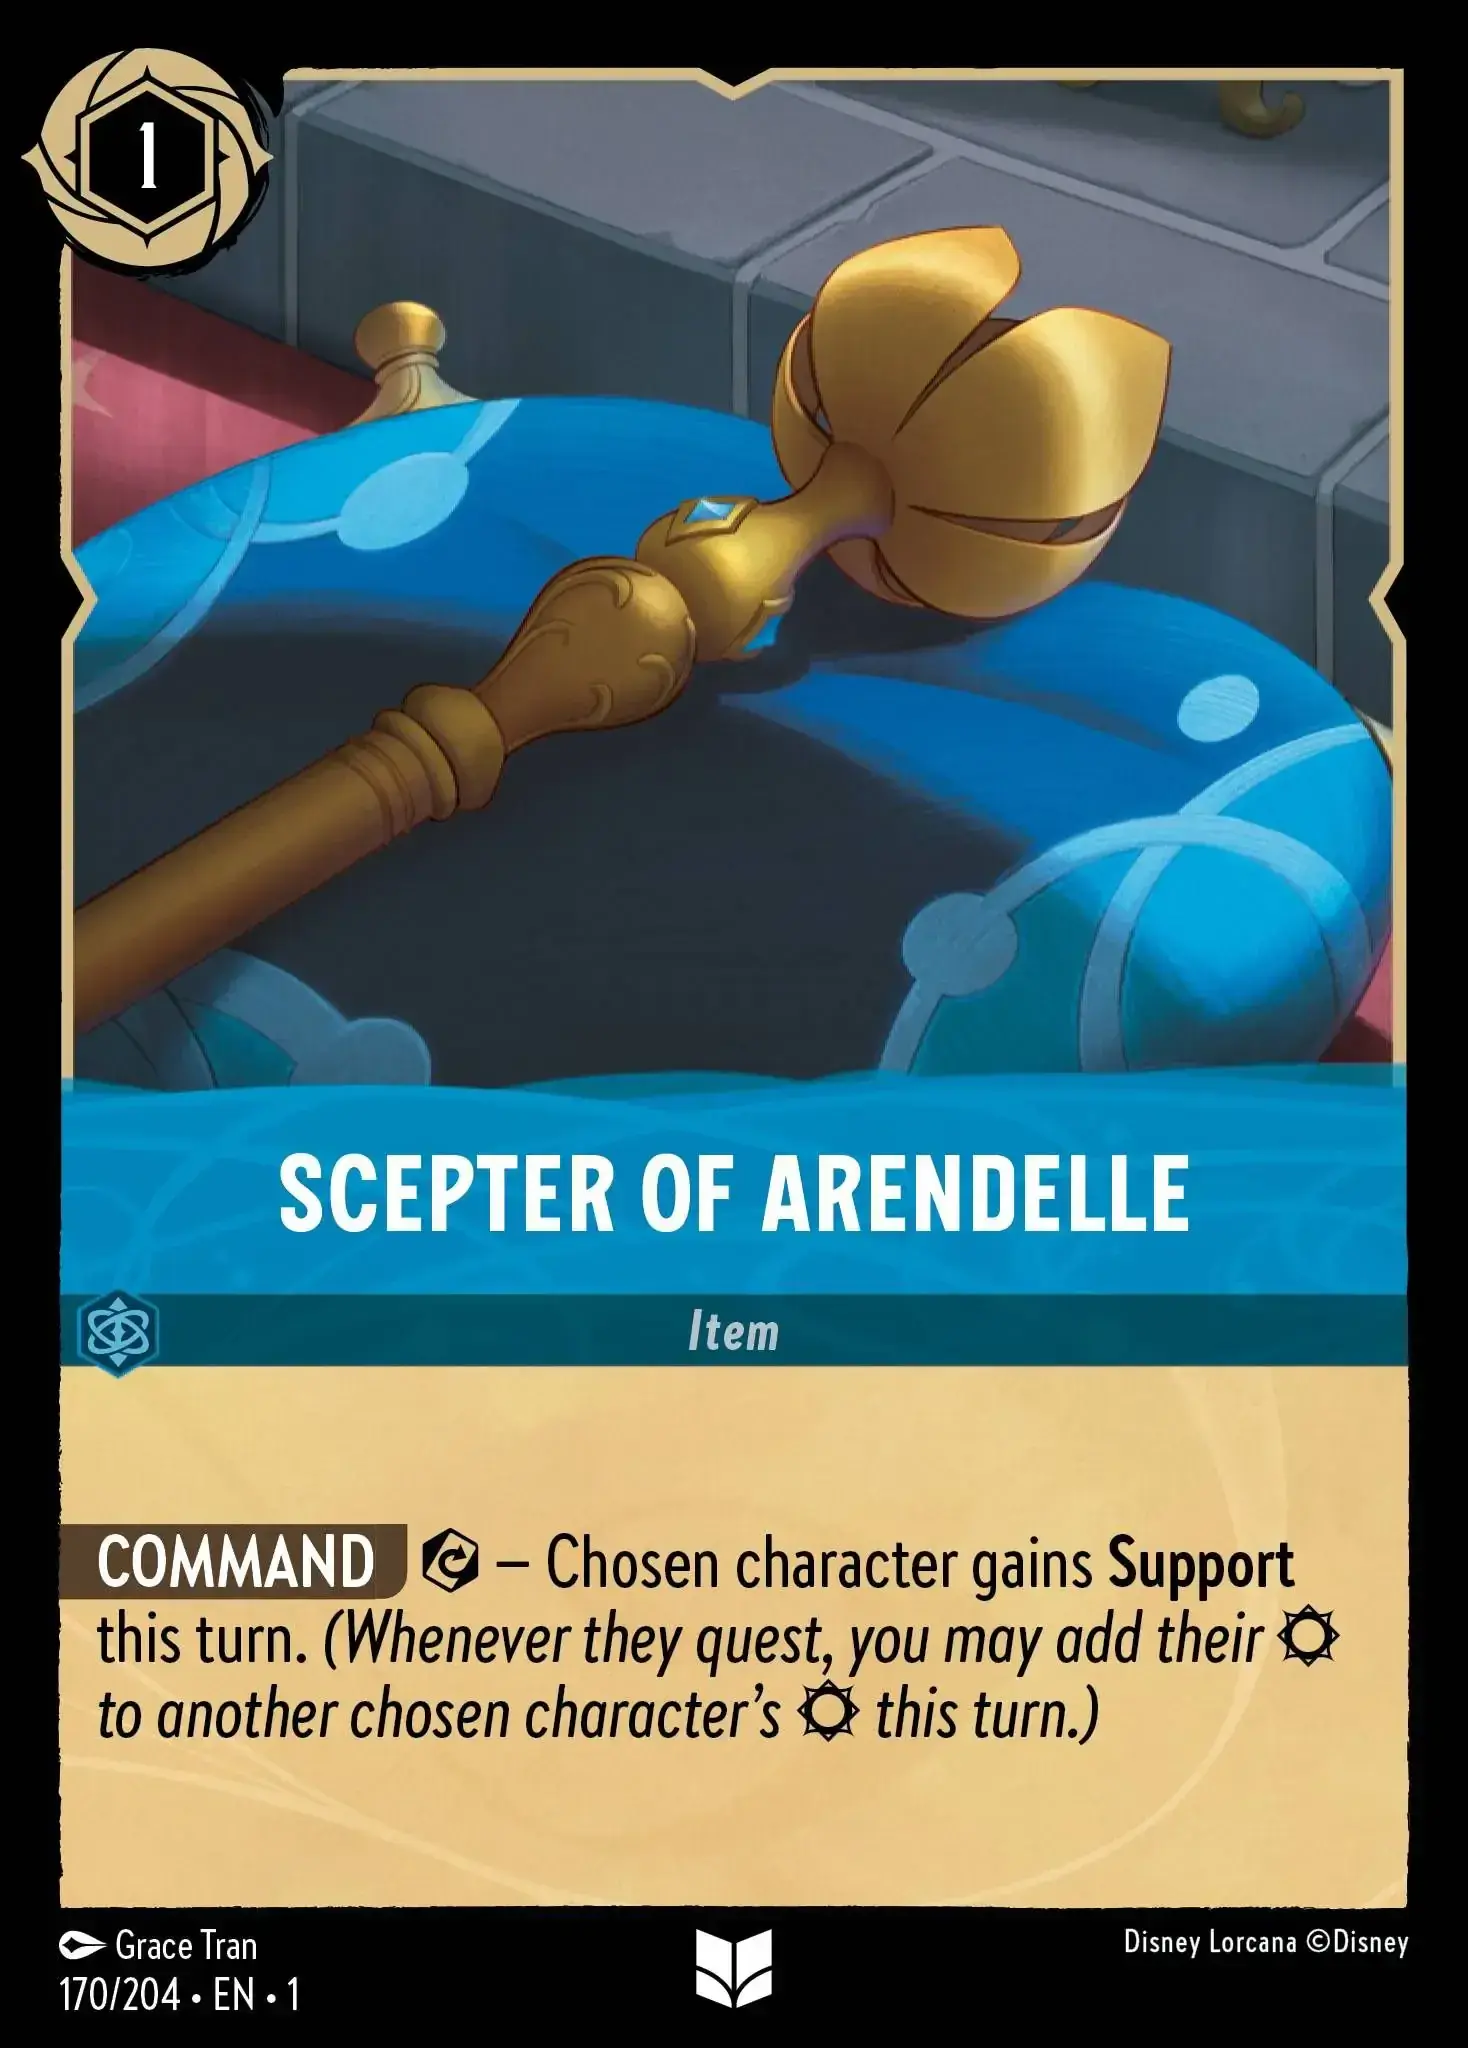 1
SCEPTER OF ARENDELLE
Item
COMMAND – Chosen character gains Support
this turn. (Whenever they quest, you may add their
to another chosen character’s this turn.)
Grace Tran
Disney Lorcana ©Disney
170/204 • EN • 1